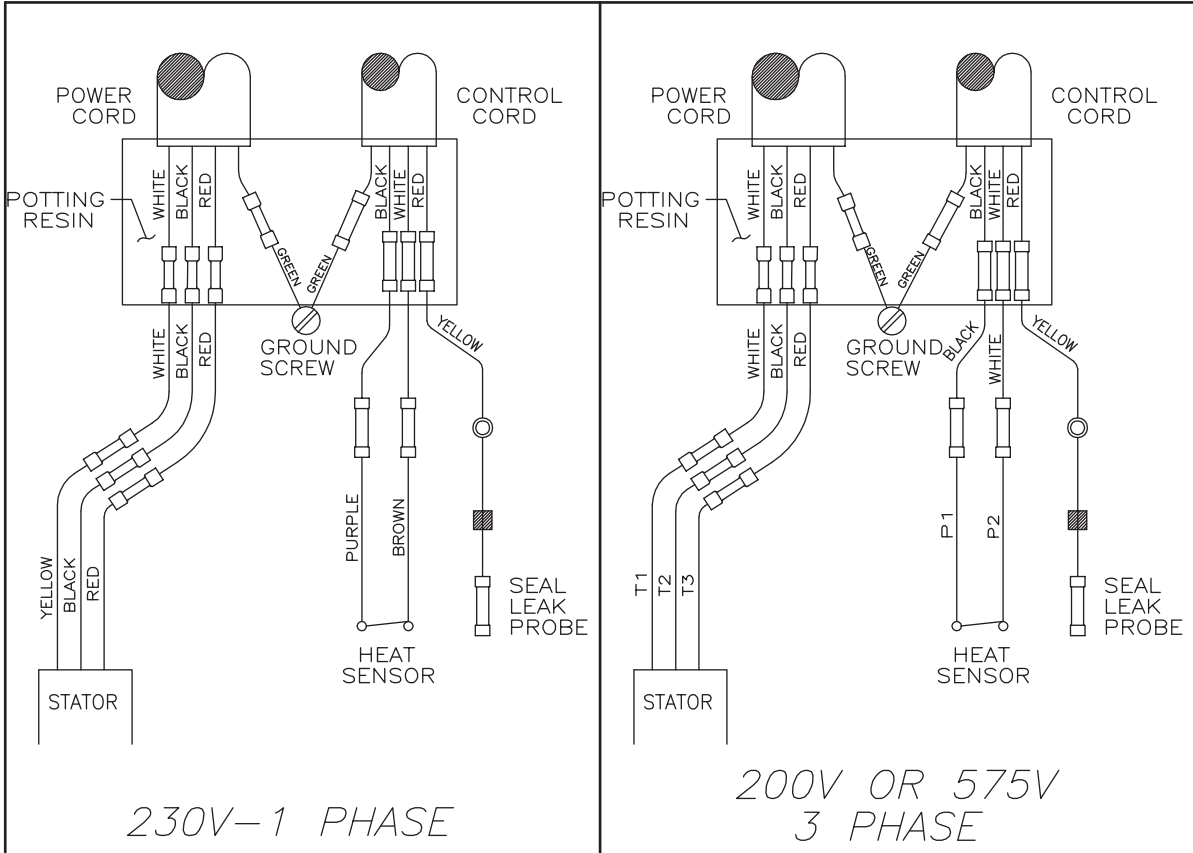 POWER
CORD
CONTROL
CORD
POTTING
RESIN
WHITE
BLACK
RED
BLACK
WHITE
RED
GREEN
GREEN
WHITE
BLACK
RED
GROUND
SCREW
YELLOW
PURPLE
BROWN
YELLOW
BLACK
RED
SEAL
LEAK
PROBE
HEAT
SENSOR
STATOR
230V-1 PHASE
POWER
CORD
CONTROL
CORD
POTTING
RESIN
WHITE
BLACK
RED
BLACK
WHITE
RED
GREEN
GREEN
WHITE
BLACK
RED
GROUND
SCREW
BLACK
WHITE
YELLOW
P1
P2
T1
T2
T3
SEAL
LEAK
PROBE
HEAT
SENSOR
STATOR
200V OR 575V
3 PHASE